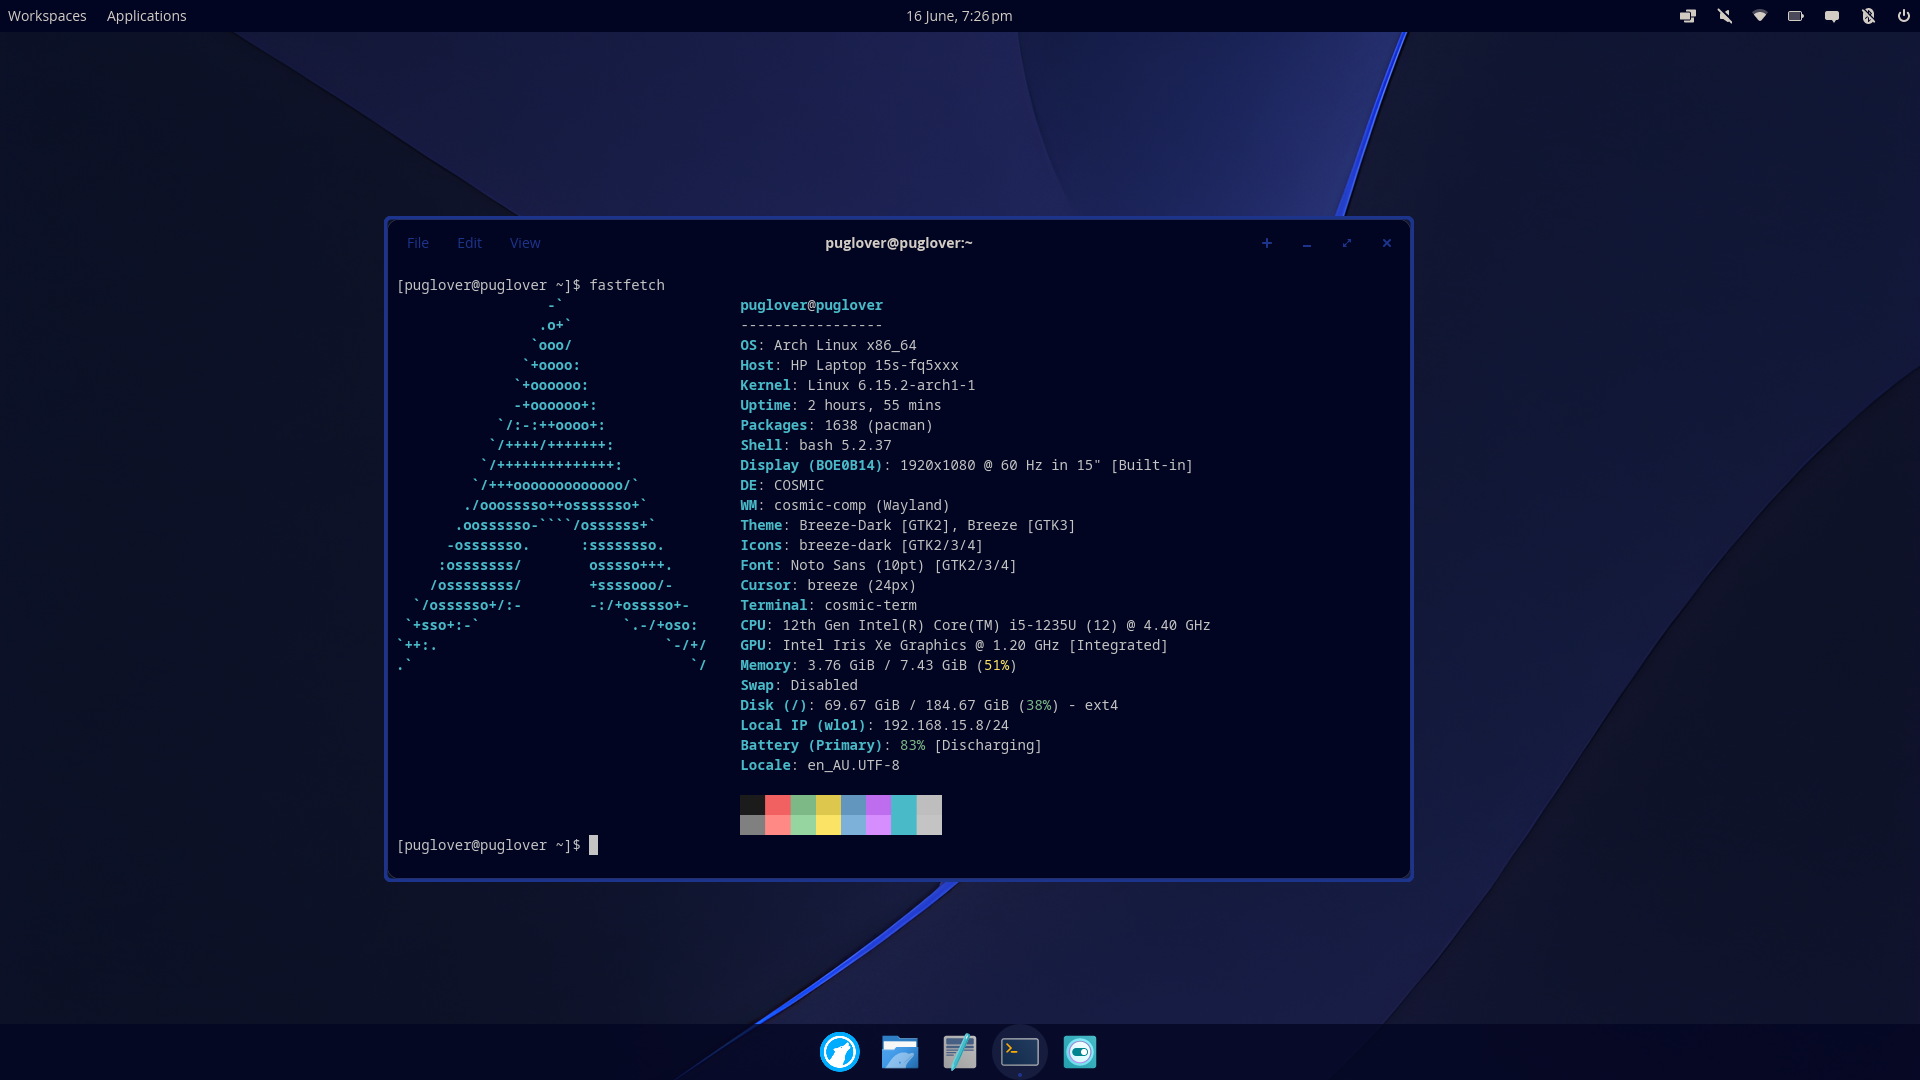 Workspaces Applications 16 June, 7:26 pm
File Edit View puglover@puglover:~
[puglover@puglover ~]$ fastfetch
                  -`                    puglover@puglover
                 .o+`                   -----------------
                `ooo/                   OS: Arch Linux x86_64
               `+oooo:                  Host: HP Laptop 15s-fq5xxx
              `+oooooo:                 Kernel: Linux 6.15.2-arch1-1
              -+oooooo+:                Uptime: 2 hours, 55 mins
            `/:-:++oooo+:               Packages: 1638 (pacman)
           `/++++/+++++++:              Shell: bash 5.2.37
          `/++++++++++++++:             Display (BOE0B14): 1920x1080 @ 60 Hz in 15" [Built-in]
         `/+++ooooooooooooo/`           DE: COSMIC
        ./ooosssso++osssssso+`          WM: cosmic-comp (Wayland)
       .oossssso-````/ossssss+`         Theme: Breeze-Dark [GTK2], Breeze [GTK3]
      -osssssso.      :ssssssso.        Icons: breeze-dark [GTK2/3/4]
     :osssssss/        osssso+++.       Font: Noto Sans (10pt) [GTK2/3/4]
    /ossssssss/        +ssssooo/-       Cursor: breeze (24px)
  `/ossssso+/:-        -:/+osssso+-     Terminal: cosmic-term
 `+sso+:-`                 `.-/+oso:    CPU: 12th Gen Intel(R) Core(TM) i5-1235U (12) @ 4.40 GHz
`++:.                           `-/+/   GPU: Intel Iris Xe Graphics @ 1.20 GHz [Integrated]
.`                                 `/   Memory: 3.76 GiB / 7.43 GiB (51%)
Swap: Disabled
Disk (/): 69.67 GiB / 184.67 GiB (38%) - ext4
Local IP (wlo1): 192.168.15.8/24
Battery (Primary): 83% [Discharging]
Locale: en_AU.UTF-8
[puglover@puglover ~]$